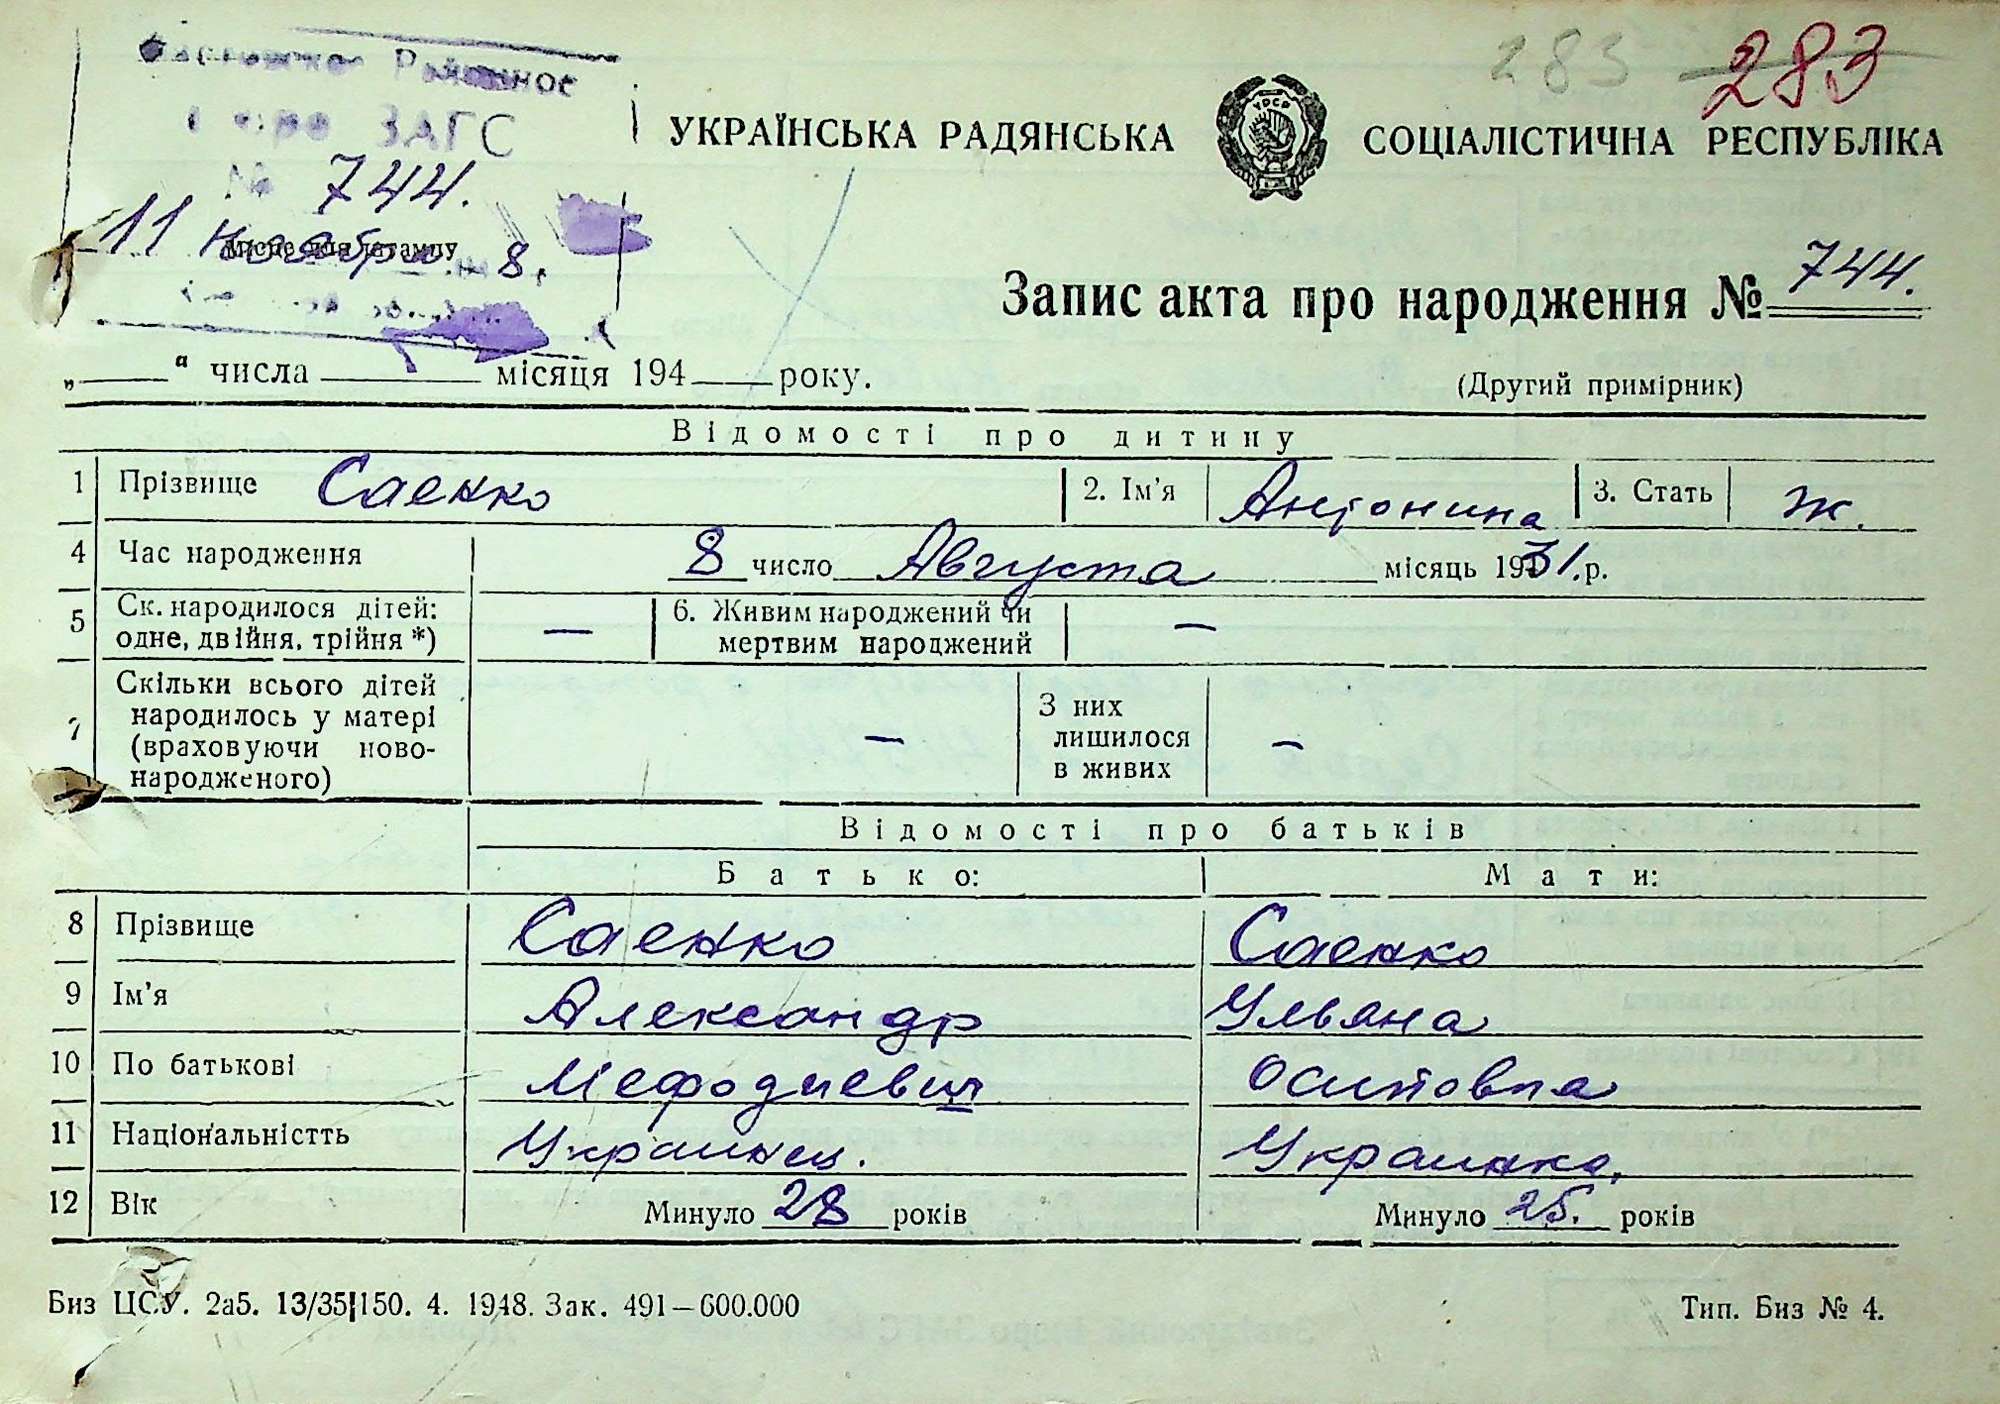 283 283
Районное
ЗАГС
№ 744.
11 Ноября 8.
УКРАЇНСЬКА РАДЯНСЬКА СОЦІАЛІСТИЧНА РЕСПУБЛІКА
УРСР
Запис акта про народження № 744.
„ “ числа місяця 194 року.
(Другий примірник)
Відомості про дитину
1 Прізвище Саенко 2. Ім'я Антонина 3. Стать Ж.
4 Час народження 8 число Августа місяць 1931.р.
5 Ск. народилося дітей: — 6. Живим народжений чи —
одне, двійня, трійня *) мертвим народжений
7 Скільки всього дітей
народилось у матері — З них —
(враховуючи ново- лишилося
народженого) в живих
Відомості про батьків
Батько: Мати:
8 Прізвище Саенко Саенко
9 Ім'я Александр Ульяна
10 По батькові Мефодиевич Осиповна
11 Національністть Украинец. Украинка.
12 Вік Минуло 28 років Минуло 25. років
Биз ЦСУ. 2а5. 13/35|150. 4. 1948. Зак. 491—600.000 Тип. Биз № 4.